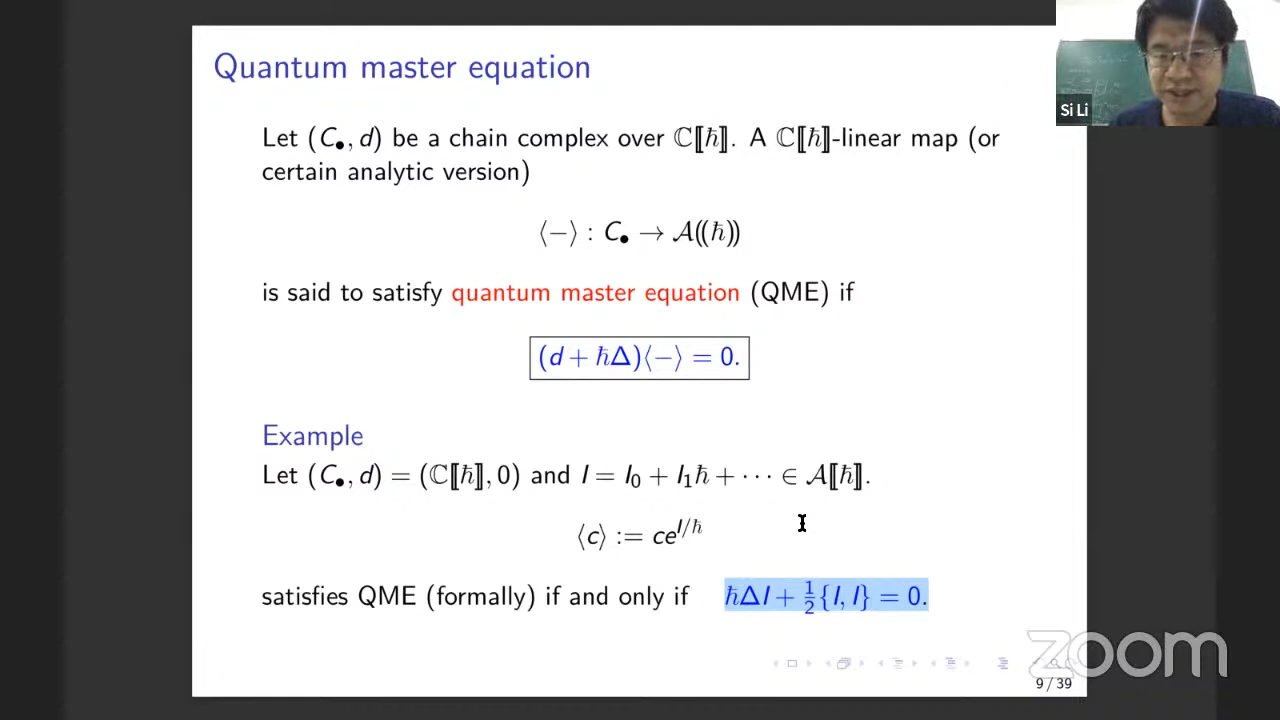 Quantum master equation
Let (C•, d) be a chain complex over ℂ⟦ℏ⟧. A ℂ⟦ℏ⟧-linear map (or
certain analytic version)
⟨−⟩ : C• → 𝒜((ℏ))
is said to satisfy quantum master equation (QME) if
(d + ℏΔ)⟨−⟩ = 0.
Example
Let (C•, d) = (ℂ⟦ℏ⟧, 0) and I = I₀ + I₁ℏ + ⋯ ∈ 𝒜⟦ℏ⟧.
⟨c⟩ := ce^{I/ℏ}
satisfies QME (formally) if and only if ℏΔI + ½{I, I} = 0.
9 / 39
Si Li
zoom